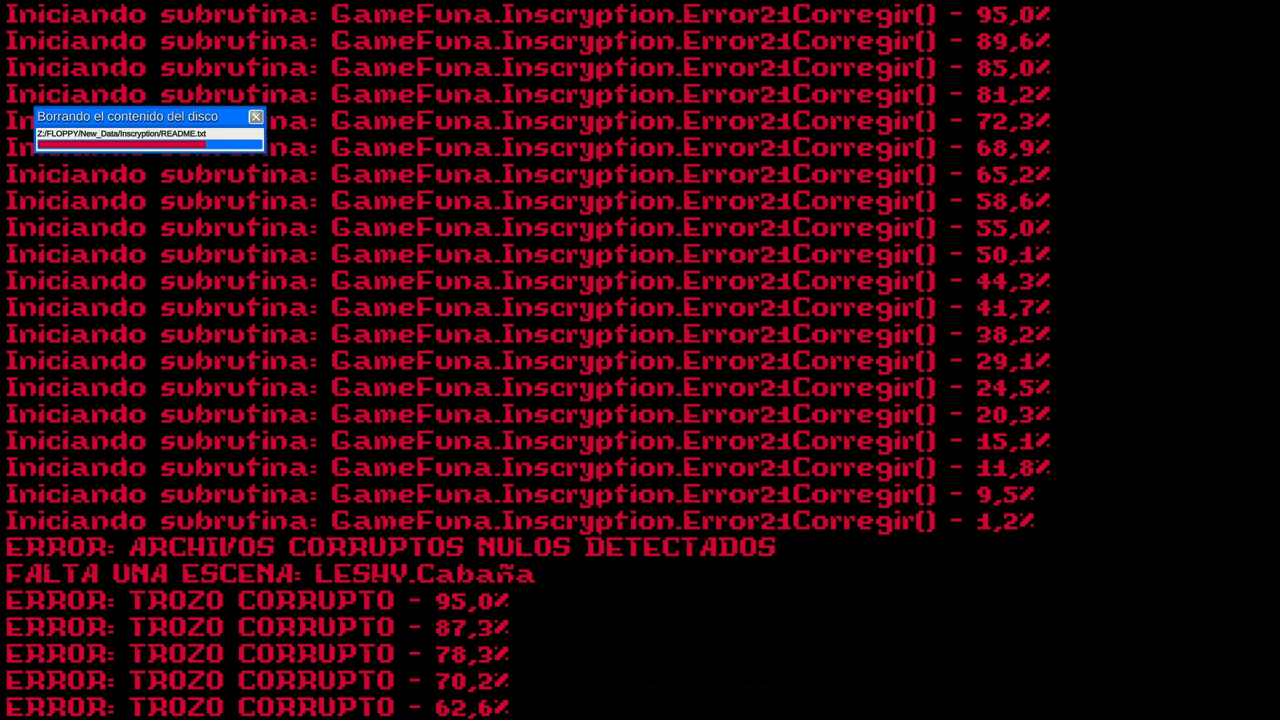 Iniciando subrutina: GameFuna.Inscryption.Error21Corregir() - 95,0%
Iniciando subrutina: GameFuna.Inscryption.Error21Corregir() - 89,6%
Iniciando subrutina: GameFuna.Inscryption.Error21Corregir() - 85,0%
Iniciando subrutina: GameFuna.Inscryption.Error21Corregir() - 81,2%
Borrando el contenido del disco
GameFuna.Inscryption.Error21Corregir() - 72,3%
Z:/FLOPPY/New_Data/Inscryption/README.txt
GameFuna.Inscryption.Error21Corregir() - 68,9%
Iniciando subrutina: GameFuna.Inscryption.Error21Corregir() - 65,2%
Iniciando subrutina: GameFuna.Inscryption.Error21Corregir() - 58,6%
Iniciando subrutina: GameFuna.Inscryption.Error21Corregir() - 55,0%
Iniciando subrutina: GameFuna.Inscryption.Error21Corregir() - 50,1%
Iniciando subrutina: GameFuna.Inscryption.Error21Corregir() - 44,3%
Iniciando subrutina: GameFuna.Inscryption.Error21Corregir() - 41,7%
Iniciando subrutina: GameFuna.Inscryption.Error21Corregir() - 38,2%
Iniciando subrutina: GameFuna.Inscryption.Error21Corregir() - 29,1%
Iniciando subrutina: GameFuna.Inscryption.Error21Corregir() - 24,5%
Iniciando subrutina: GameFuna.Inscryption.Error21Corregir() - 20,3%
Iniciando subrutina: GameFuna.Inscryption.Error21Corregir() - 15,1%
Iniciando subrutina: GameFuna.Inscryption.Error21Corregir() - 11,8%
Iniciando subrutina: GameFuna.Inscryption.Error21Corregir() - 9,5%
Iniciando subrutina: GameFuna.Inscryption.Error21Corregir() - 1,2%
ERROR: ARCHIVOS CORRUPTOS NULOS DETECTADOS
FALTA UNA ESCENA: LESHY.Cabaña
ERROR: TROZO CORRUPTO - 95,0%
ERROR: TROZO CORRUPTO - 87,3%
ERROR: TROZO CORRUPTO - 78,3%
ERROR: TROZO CORRUPTO - 70,2%
ERROR: TROZO CORRUPTO - 62,6%